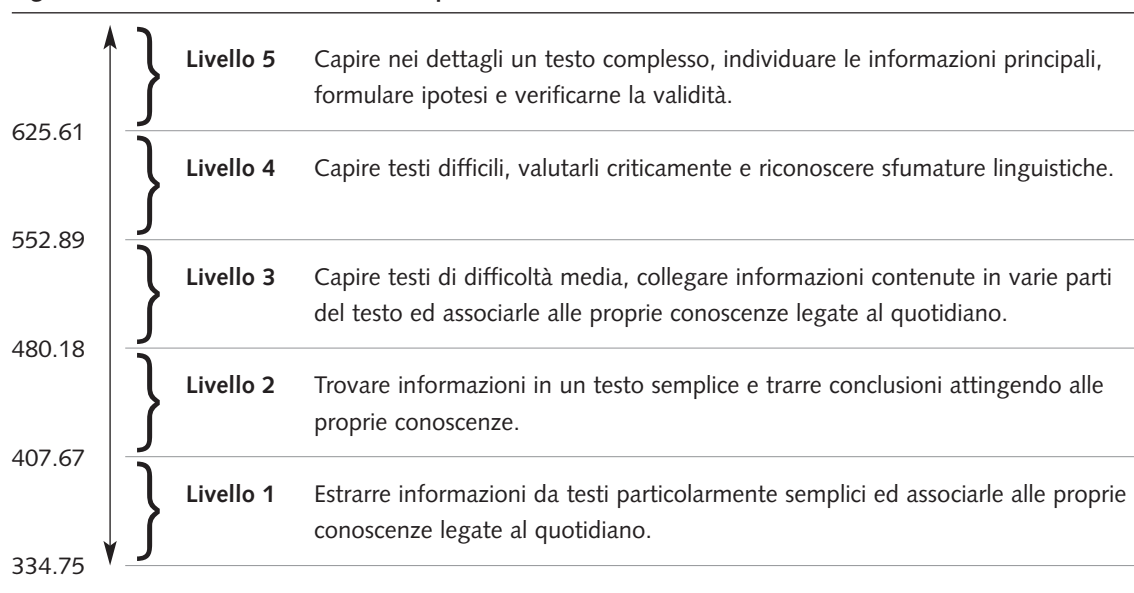 Livello 5 Capire nei dettagli un testo complesso, individuare le informazioni principali,
formulare ipotesi e verificarne la validità.
625.61
Livello 4 Capire testi difficili, valutarli criticamente e riconoscere sfumature linguistiche.
552.89
Livello 3 Capire testi di difficoltà media, collegare informazioni contenute in varie parti
del testo ed associarle alle proprie conoscenze legate al quotidiano.
480.18
Livello 2 Trovare informazioni in un testo semplice e trarre conclusioni attingendo alle
proprie conoscenze.
407.67
Livello 1 Estrarre informazioni da testi particolarmente semplici ed associarle alle proprie
conoscenze legate al quotidiano.
334.75